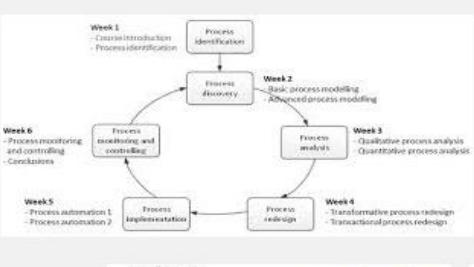 Week 1
- Course introduction
- Process identification
Process
identification
Process
discovery
Week 2
- Basic process modelling
- Advanced process modelling
Process
analysis
Week 3
- Qualitative process analysis
- Quantitative process analysis
Process
redesign
Week 4
- Transformative process redesign
- Transactional process redesign
Process
implementation
Week 5
- Process automation 1
- Process automation 2
Process
monitoring and
controlling
Week 6
- Process monitoring
and controlling
- Conclusions